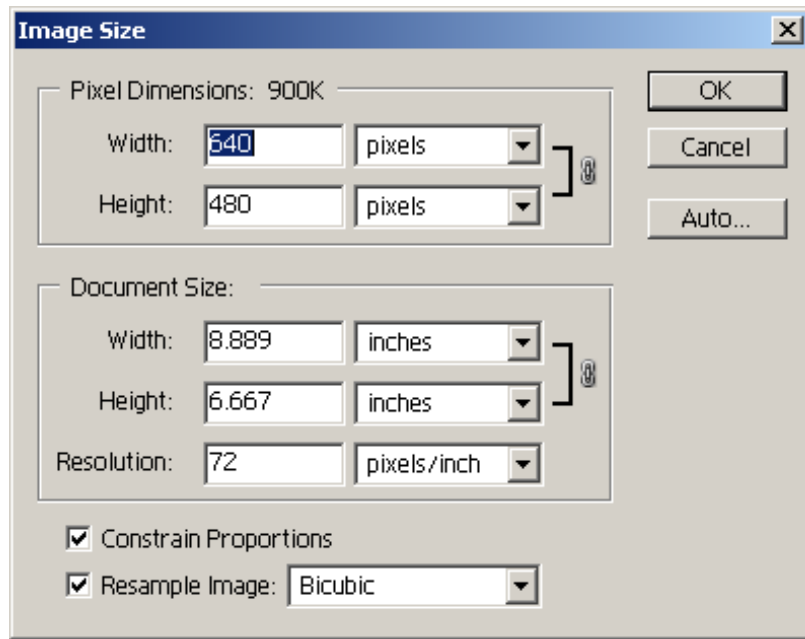 Image Size
Pixel Dimensions: 900K
OK
Width: 640 pixels
Cancel
Height: 480 pixels
Auto...
Document Size:
Width: 8.889 inches
Height: 6.667 inches
Resolution: 72 pixels/inch
Constrain Proportions
Resample Image: Bicubic